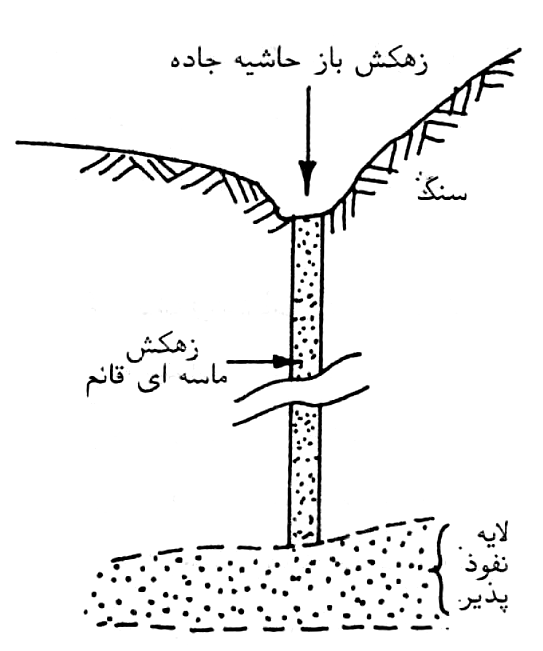 زهکش باز حاشیه جاده
سنگ
زهکش
ماسه ای قائم
لایه
نفوذ
پذیر